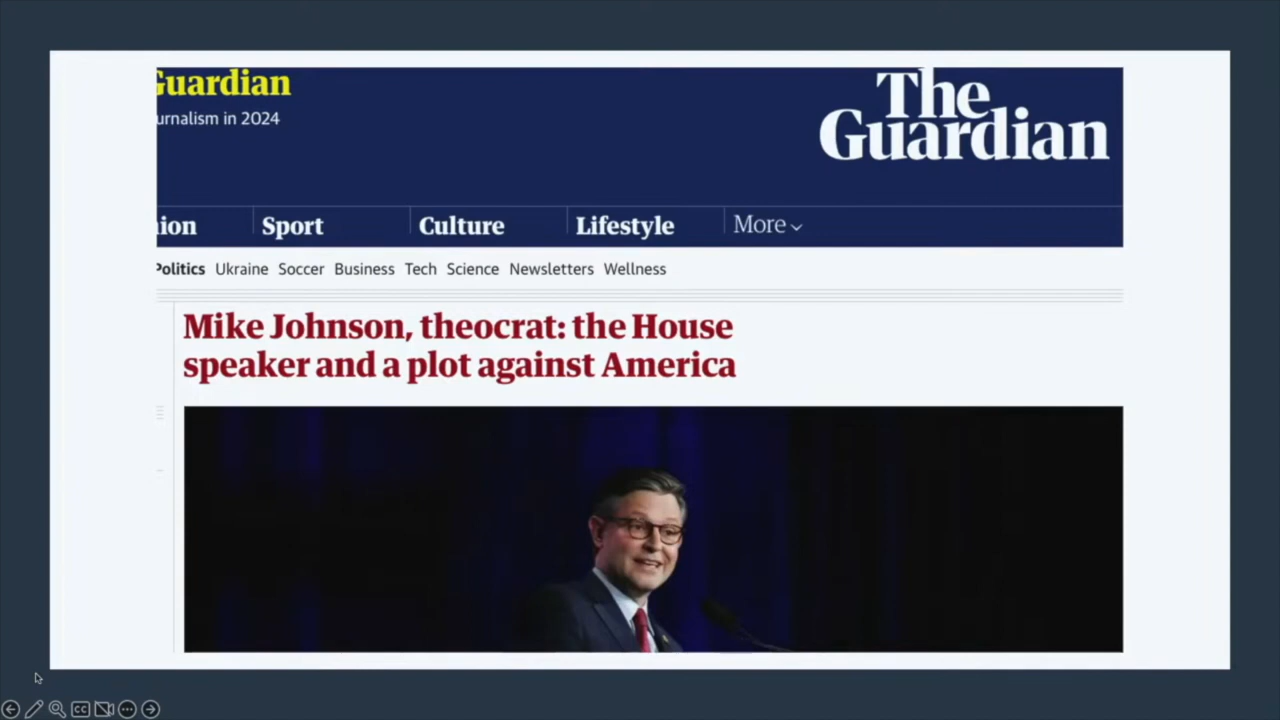 Guardian
urnalism in 2024
The
Guardian
ion
Sport
Culture
Lifestyle
More
Politics Ukraine Soccer Business Tech Science Newsletters Wellness
Mike Johnson, theocrat: the House
speaker and a plot against America
CC